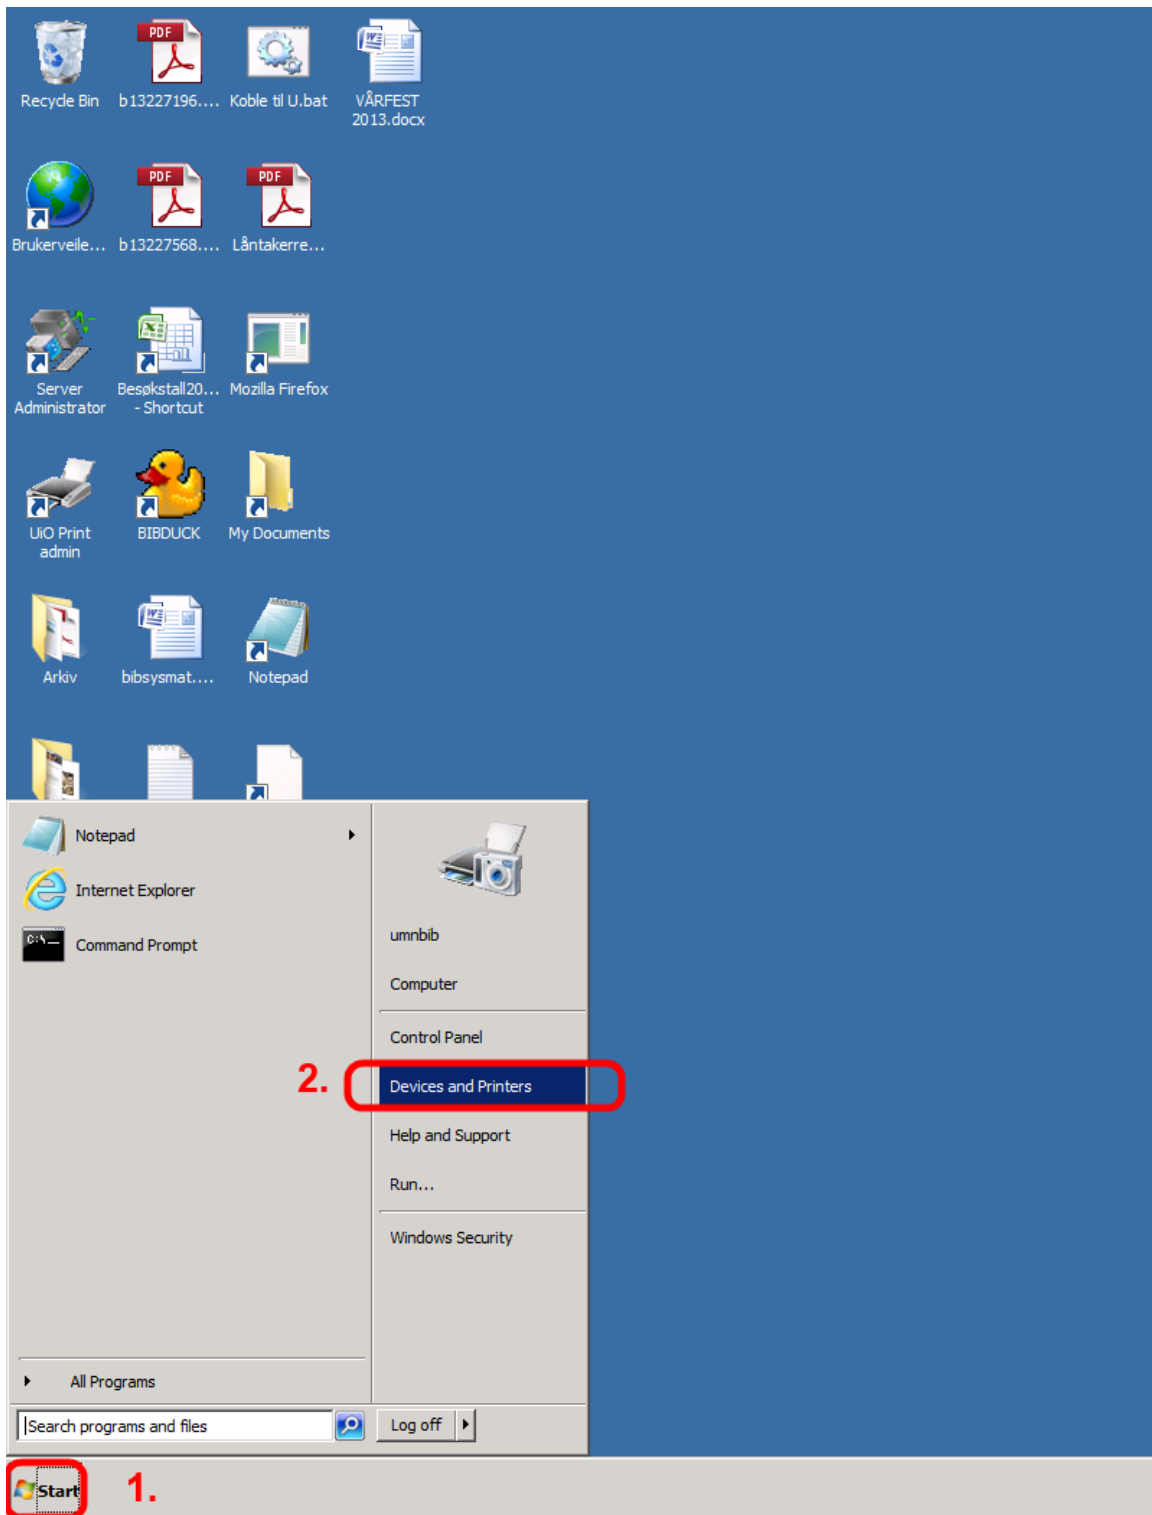 PDF
Recycle Bin
b13227196....
Koble til U.bat
VÅRFEST
2013.docx
PDF
PDF
Brukerveile...
b13227568....
Låntakerre...
Server
Administrator
Besøkstall20...
- Shortcut
Mozilla Firefox
UiO Print
admin
BIBDUCK
My Documents
Arkiv
bibsysmat....
Notepad
Notepad
Internet Explorer
C:\_
Command Prompt
umnbib
Computer
Control Panel
2.
Devices and Printers
Help and Support
Run...
Windows Security
All Programs
Search programs and files
Log off
Start
1.